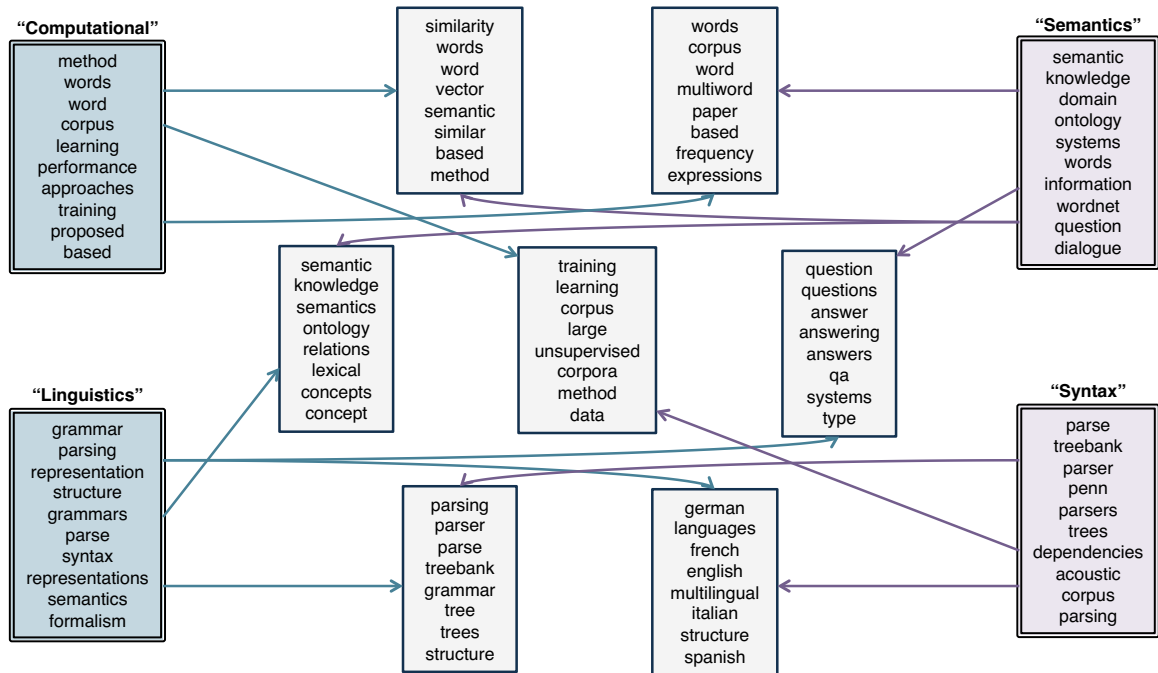 “Computational”
method
words
word
corpus
learning
performance
approaches
training
proposed
based
similarity
words
word
vector
semantic
similar
based
method
words
corpus
word
multiword
paper
based
frequency
expressions
“Semantics”
semantic
knowledge
domain
ontology
systems
words
information
wordnet
question
dialogue
semantic
knowledge
semantics
ontology
relations
lexical
concepts
concept
training
learning
corpus
large
unsupervised
corpora
method
data
question
questions
answer
answering
answers
qa
systems
type
“Linguistics”
grammar
parsing
representation
structure
grammars
parse
syntax
representations
semantics
formalism
parsing
parser
parse
treebank
grammar
tree
trees
structure
german
languages
french
english
multilingual
italian
structure
spanish
“Syntax”
parse
treebank
parser
penn
parsers
trees
dependencies
acoustic
corpus
parsing